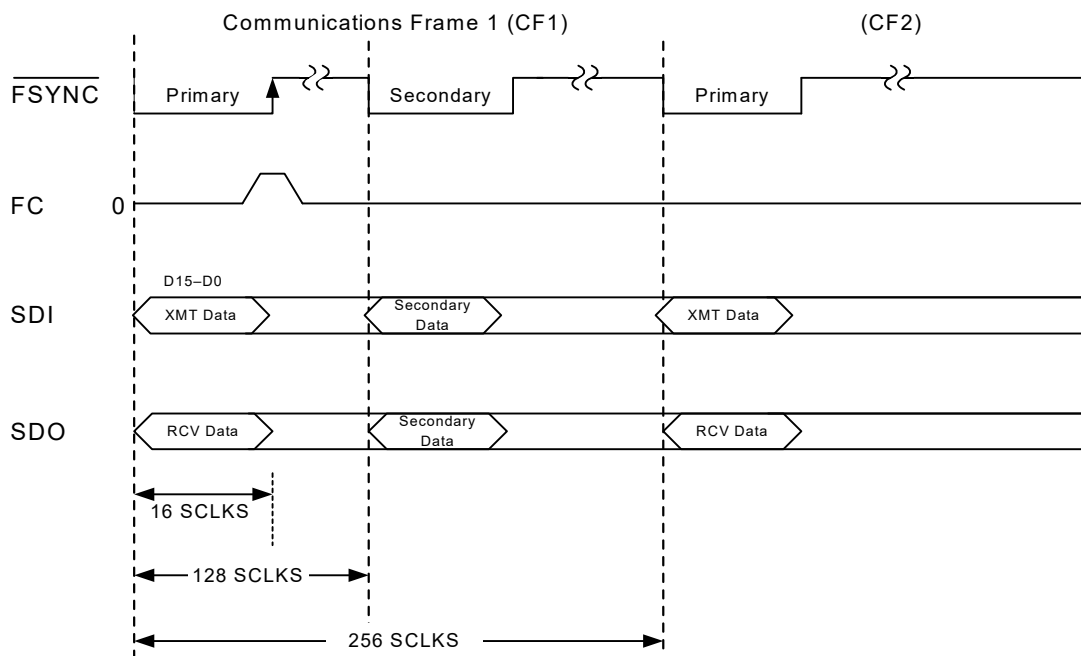 Communications Frame 1 (CF1)
(CF2)
FSYNC
Primary
Secondary
Primary
FC
0
D15–D0
SDI
XMT Data
Secondary
Data
XMT Data
SDO
RCV Data
Secondary
Data
RCV Data
16 SCLKS
128 SCLKS
256 SCLKS